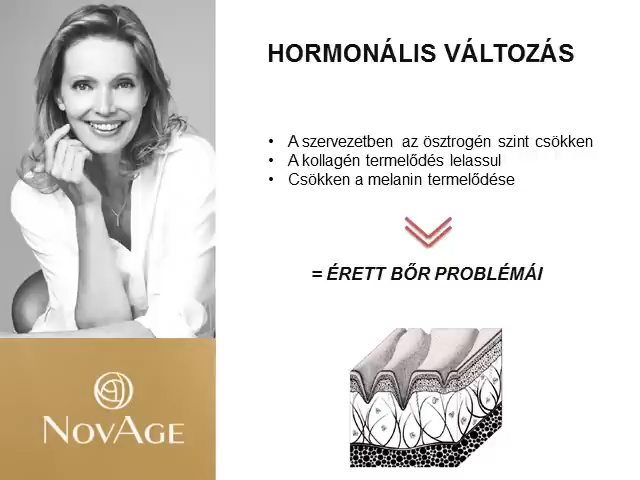 HORMONÁLIS VÁLTOZÁS
• A szervezetben az ösztrogén szint csökken
• A kollagén termelődés lelassul
• Csökken a melanin termelődése
= ÉRETT BŐR PROBLÉMÁI
NOVAGE